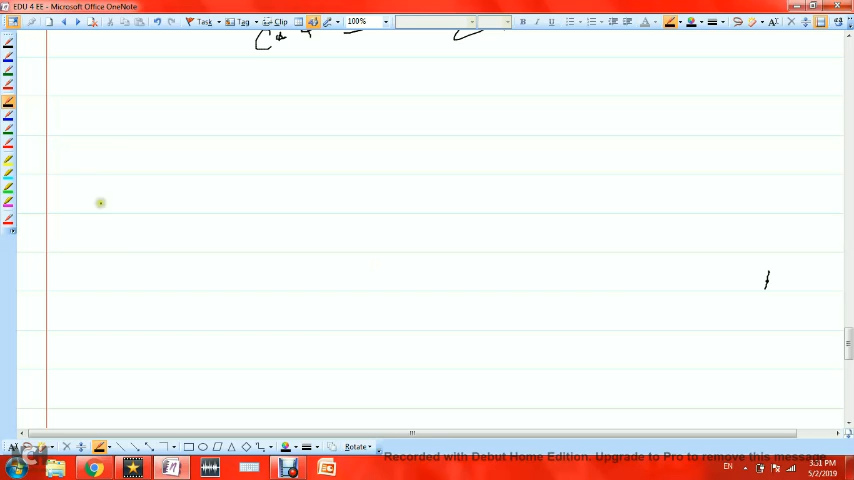 EDU 4 EE - Microsoft Office OneNote
Task Tag Clip 100% B I U A
Rotate
Recorded with Debut Home Edition. Upgrade to Pro to remove this message
EN 3:31 PM
5/2/2019